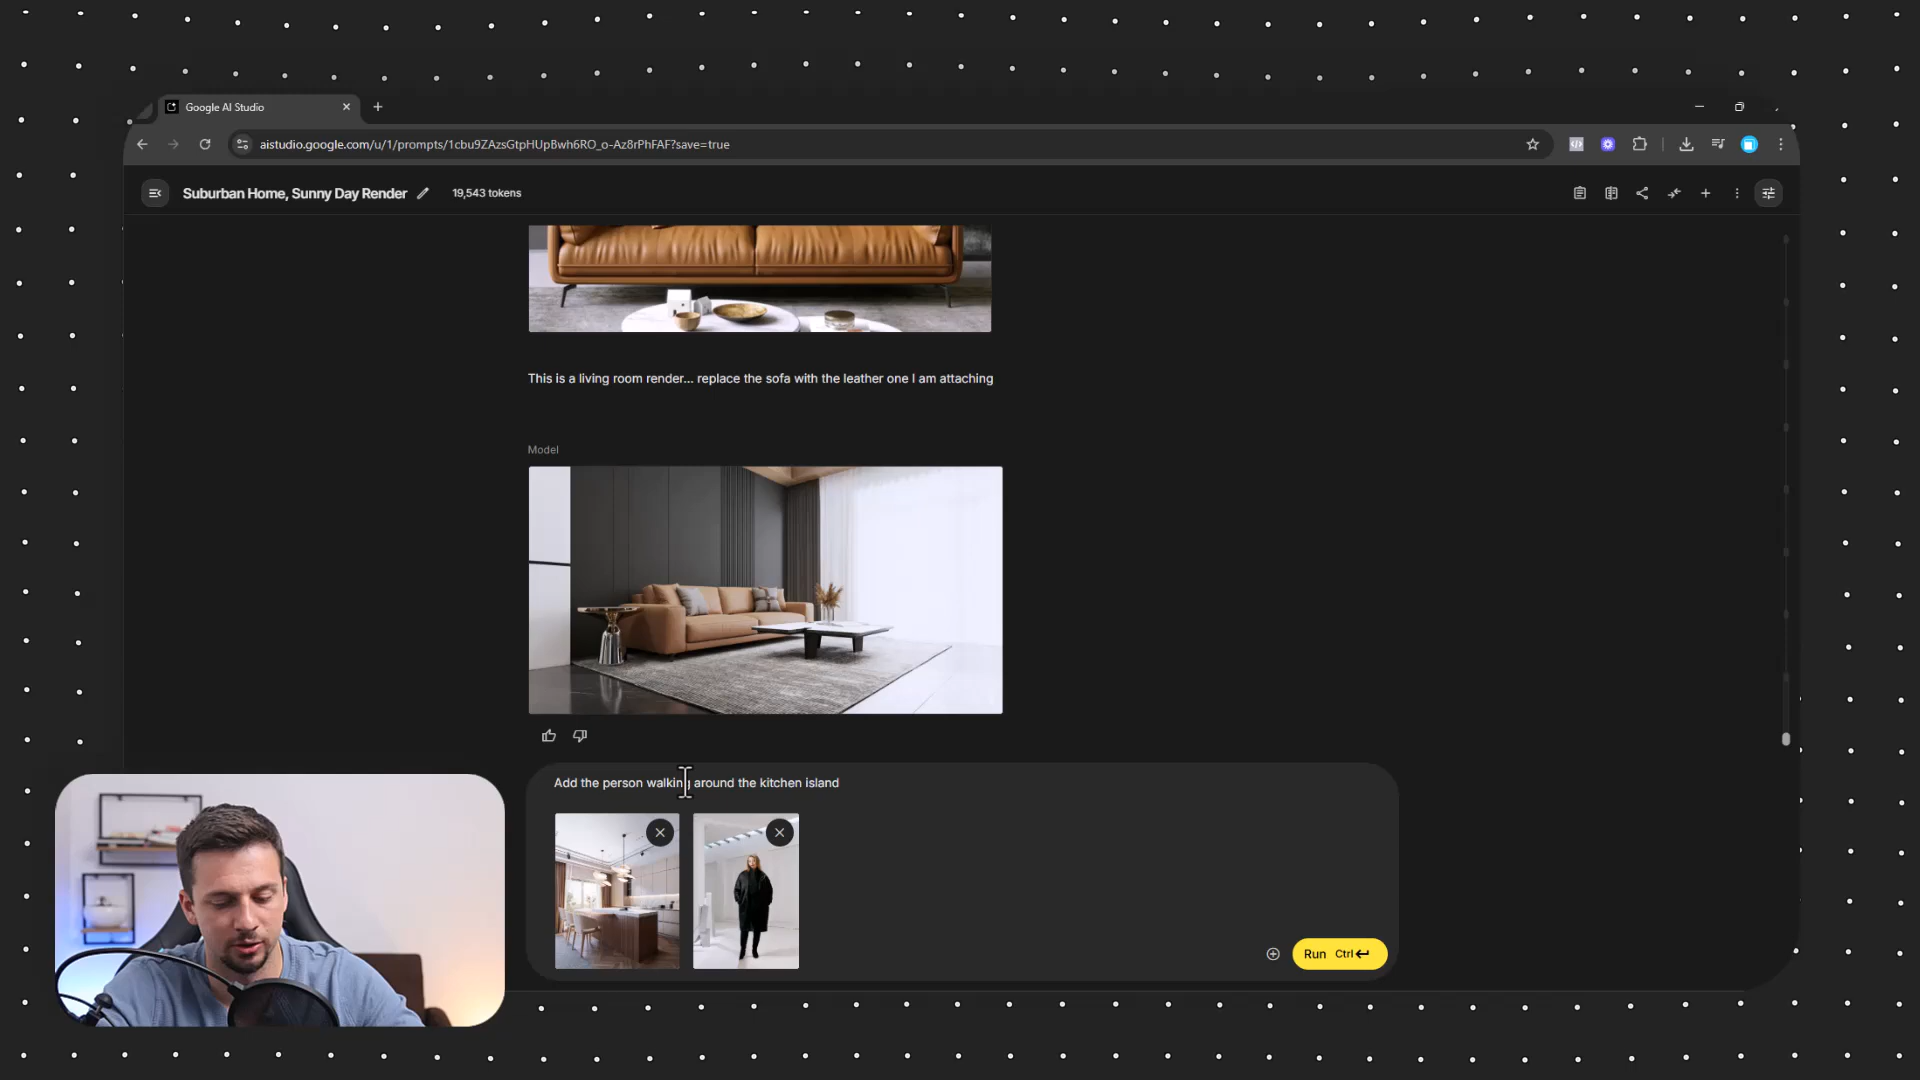 Google AI Studio
aistudio.google.com/u/1/prompts/1cbu9ZAzsGtpHUpBwh6RO_o-Az8rPhFAF?save=true
Suburban Home, Sunny Day Render
19,543 tokens
This is a living room render... replace the sofa with the leather one I am attaching
Model
Add the person walking around the kitchen island
Run Ctrl